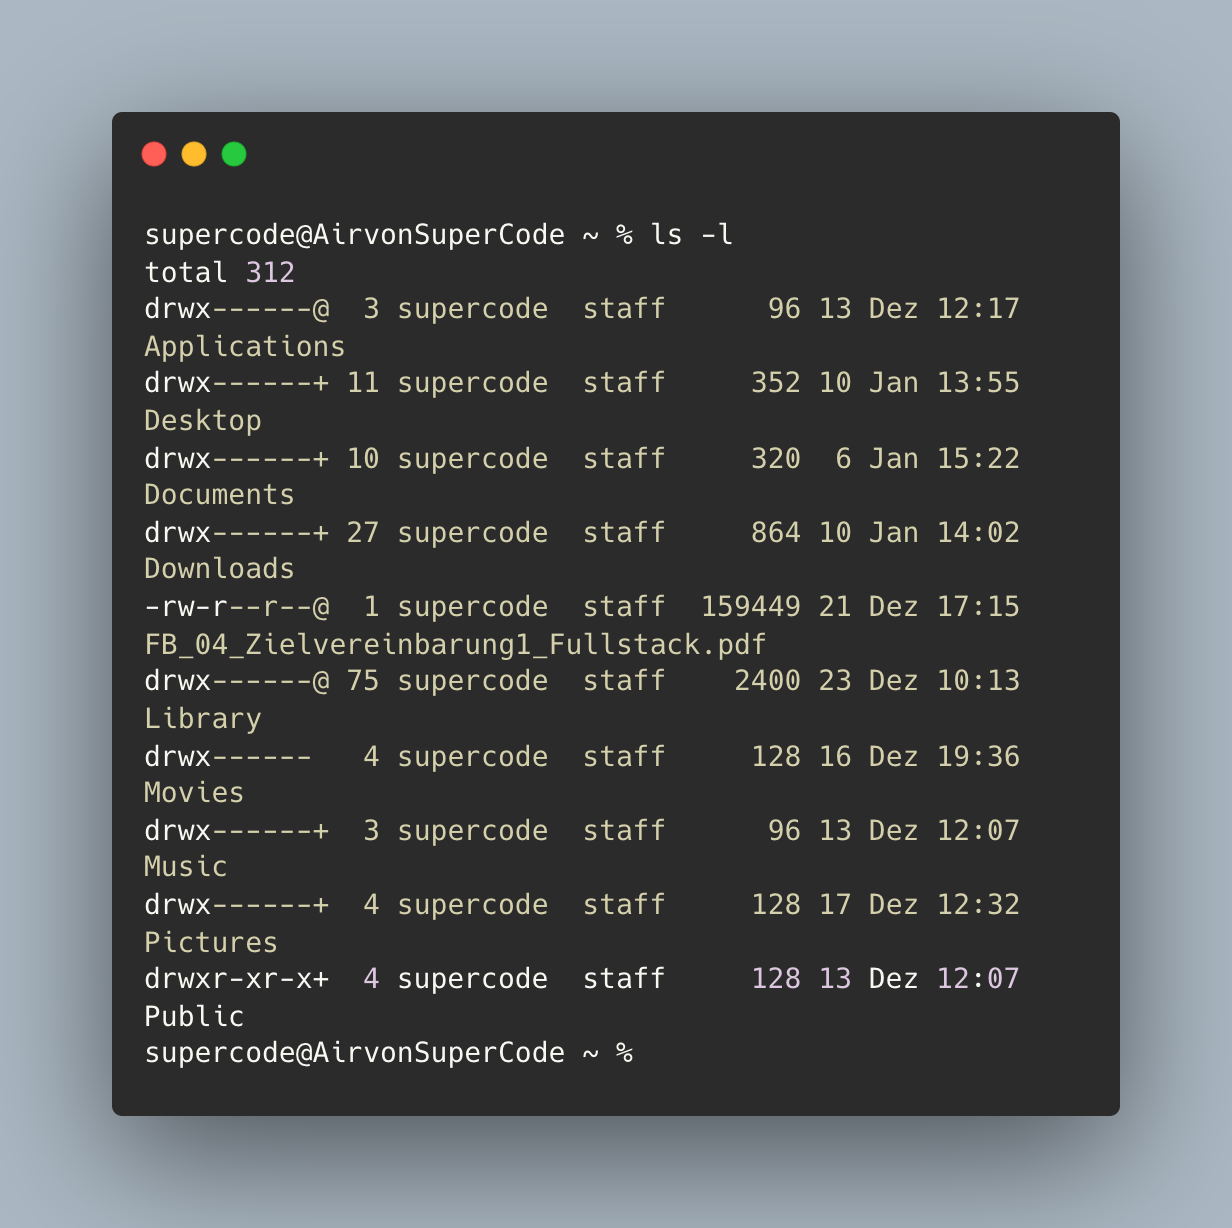 supercode@AirvonSuperCode ~ % ls -l
total 312
drwx------@  3 supercode  staff      96 13 Dez 12:17
Applications
drwx------+ 11 supercode  staff     352 10 Jan 13:55
Desktop
drwx------+ 10 supercode  staff     320  6 Jan 15:22
Documents
drwx------+ 27 supercode  staff     864 10 Jan 14:02
Downloads
-rw-r--r--@  1 supercode  staff  159449 21 Dez 17:15
FB_04_Zielvereinbarung1_Fullstack.pdf
drwx------@ 75 supercode  staff    2400 23 Dez 10:13
Library
drwx------   4 supercode  staff     128 16 Dez 19:36
Movies
drwx------+  3 supercode  staff      96 13 Dez 12:07
Music
drwx------+  4 supercode  staff     128 17 Dez 12:32
Pictures
drwxr-xr-x+  4 supercode  staff     128 13 Dez 12:07
Public
supercode@AirvonSuperCode ~ %